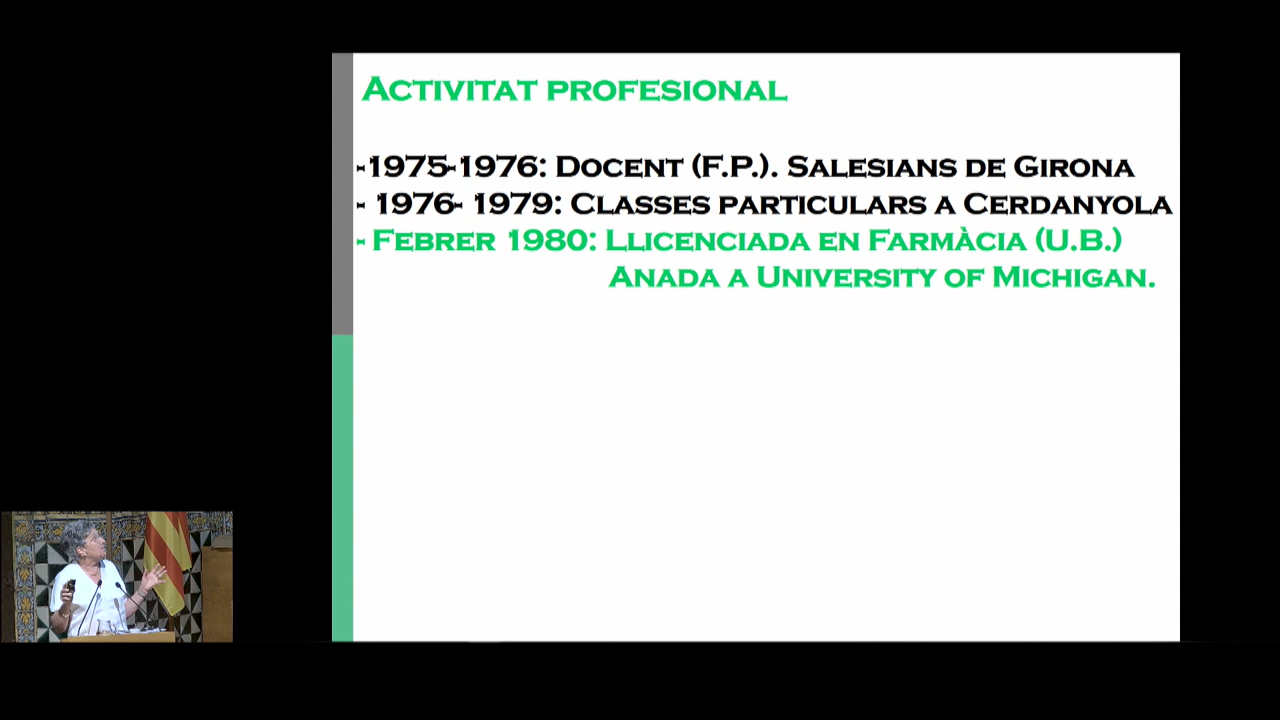 Activitat profesional
-1975-1976: Docent (F.P.). Salesians de Girona
- 1976- 1979: Classes particulars a Cerdanyola
- Febrer 1980: Llicenciada en Farmàcia (U.B.)
Anada a University of Michigan.